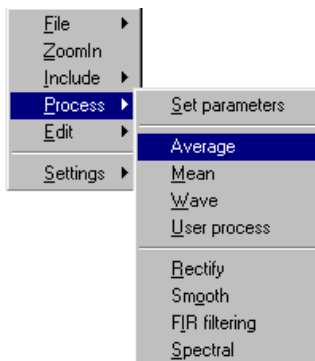 File
ZoomIn
Include
Process
Edit
Settings
Set parameters
Average
Mean
Wave
User process
Rectify
Smooth
FIR filtering
Spectral